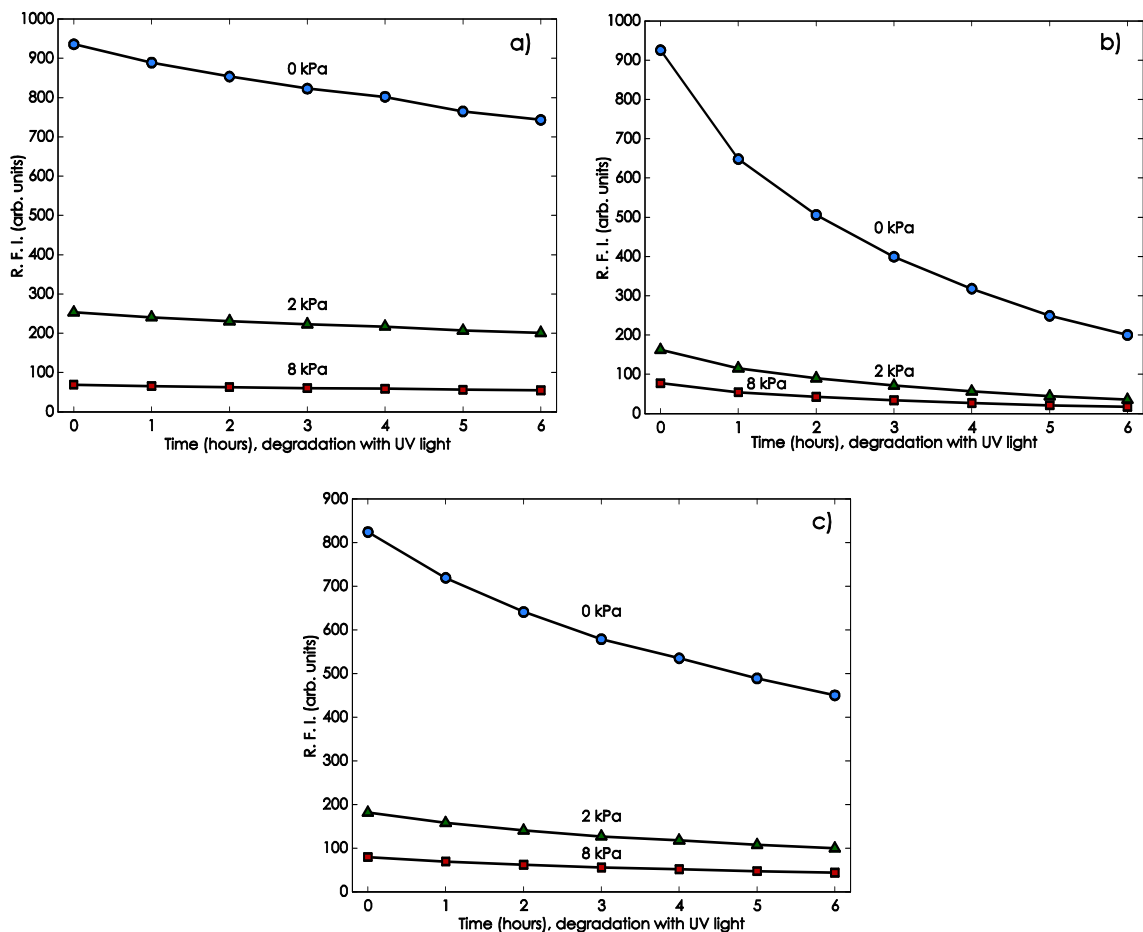 a)
R. F. I. (arb. units)
1000
900
800
700
600
500
400
300
200
100
0
0 kPa
2 kPa
8 kPa
0 1 2 3 4 5 6
Time (hours), degradation with UV light
b)
R. F. I. (arb. units)
1000
900
800
700
600
500
400
300
200
100
0
0 kPa
2 kPa
8 kPa
0 1 2 3 4 5 6
Time (hours), degradation with UV light
c)
R. F. I. (arb. units)
900
800
700
600
500
400
300
200
100
0
0 kPa
2 kPa
8 kPa
0 1 2 3 4 5 6
Time (hours), degradation with UV light